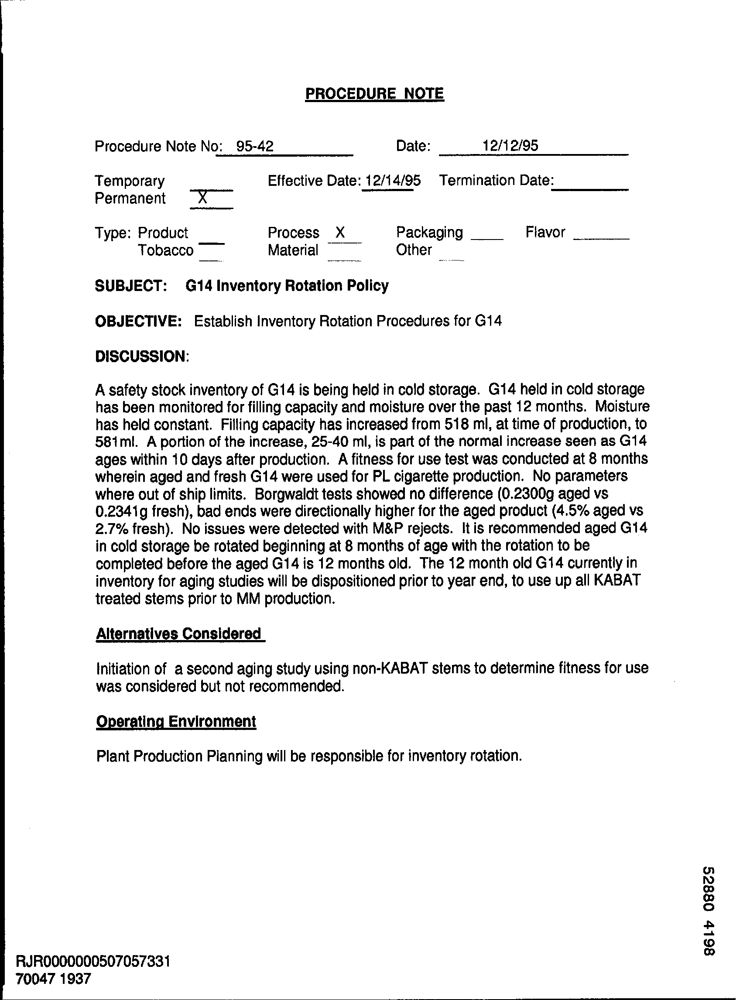 PROCEDURE NOTE
Procedure Note No: 95-42 Date: 12/12/95
Temporary Effective Date: 12/14/95 Termination Date:
Permanent X
Type: Product Process X Packaging Flavor
Tobacco Material Other
SUBJECT: G14 Inventory Rotation Policy
OBJECTIVE: Establish Inventory Rotation Procedures for G14
DISCUSSION:
A safety stock inventory of G14 is being held in cold storage. G14 held in cold storage
has been monitored for filling capacity and moisture over the past 12 months. Moisture
has held constant. Filling capacity has increased from 518 ml, at time of production, to
581ml. A portion of the increase, 25-40 ml, is part of the normal increase seen as G14
ages within 10 days after production. A fitness for use test was conducted at 8 months
wherein aged and fresh G14 were used for PL cigarette production. No parameters
where out of ship limits. Borgwaldt tests showed no difference (0.2300g aged vs
0.2341g fresh), bad ends were directionally higher for the aged product (4.5% aged vs
2.7% fresh). No issues were detected with M&P rejects. It is recommended aged G14
in cold storage be rotated beginning at 8 months of age with the rotation to be
completed before the aged G14 is 12 months old. The 12 month old G14 currently in
inventory for aging studies will be dispositioned prior to year end, to use up all KABAT
treated stems prior to MM production.
Alternatives Considered
Initiation of a second aging study using non-KABAT stems to determine fitness for use
was considered but not recommended.
Operating Environment
Plant Production Planning will be responsible for inventory rotation.
52880 4198
RJR0000000507057331
70047 1937